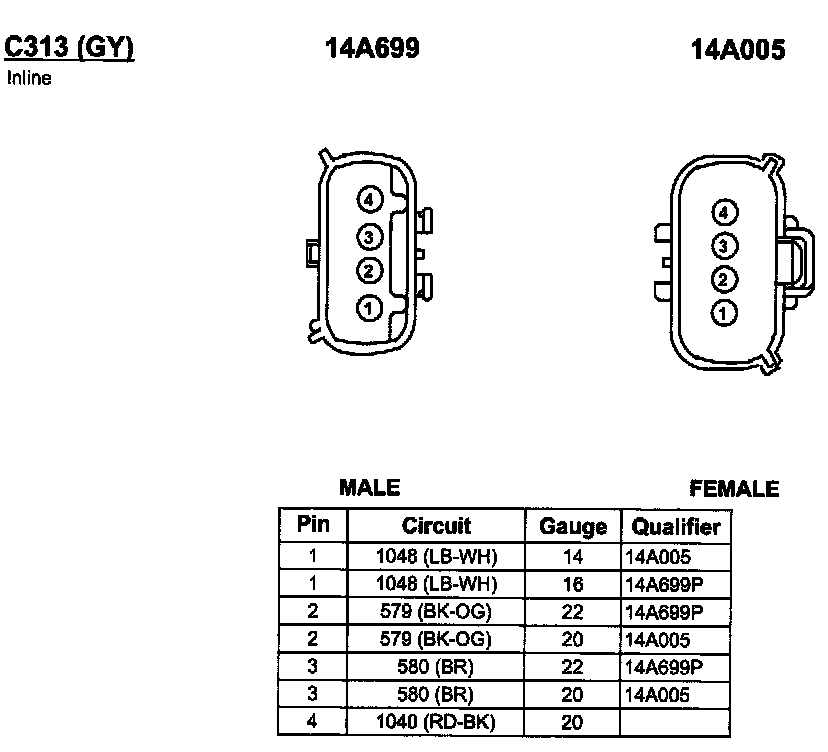 C313 (GY) 14A699 14A005
Inline
4 4
3 3
2 2
1 1
MALE FEMALE
Pin Circuit Gauge Qualifier
1 1048 (LB-WH) 14 14A005
1 1048 (LB-WH) 16 14A699P
2 579 (BK-OG) 22 14A699P
2 579 (BK-OG) 20 14A005
3 580 (BR) 22 14A699P
3 580 (BR) 20 14A005
4 1040 (RD-BK) 20